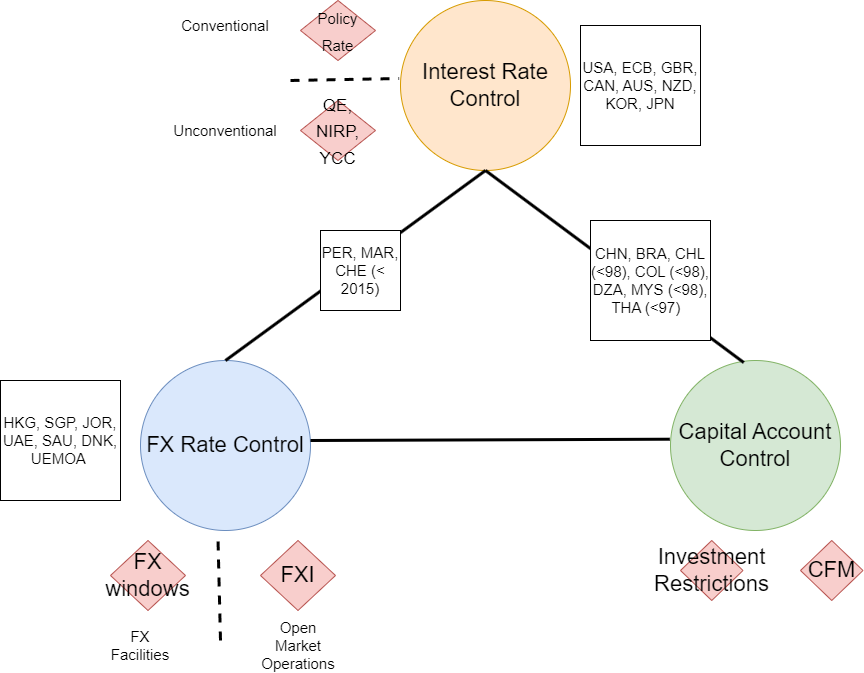 Conventional
Policy
Rate
Interest Rate
Control
USA, ECB, GBR,
CAN, AUS, NZD,
KOR, JPN
Unconventional
QE,
NIRP,
YCC
PER, MAR,
CHE (<
2015)
CHN, BRA, CHL
(<98), COL (<98),
DZA, MYS (<98),
THA (<97)
HKG, SGP, JOR,
UAE, SAU, DNK,
UEMOA
FX Rate Control
Capital Account
Control
FX
windows
FXI
Investment
Restrictions
CFM
FX
Facilities
Open
Market
Operations